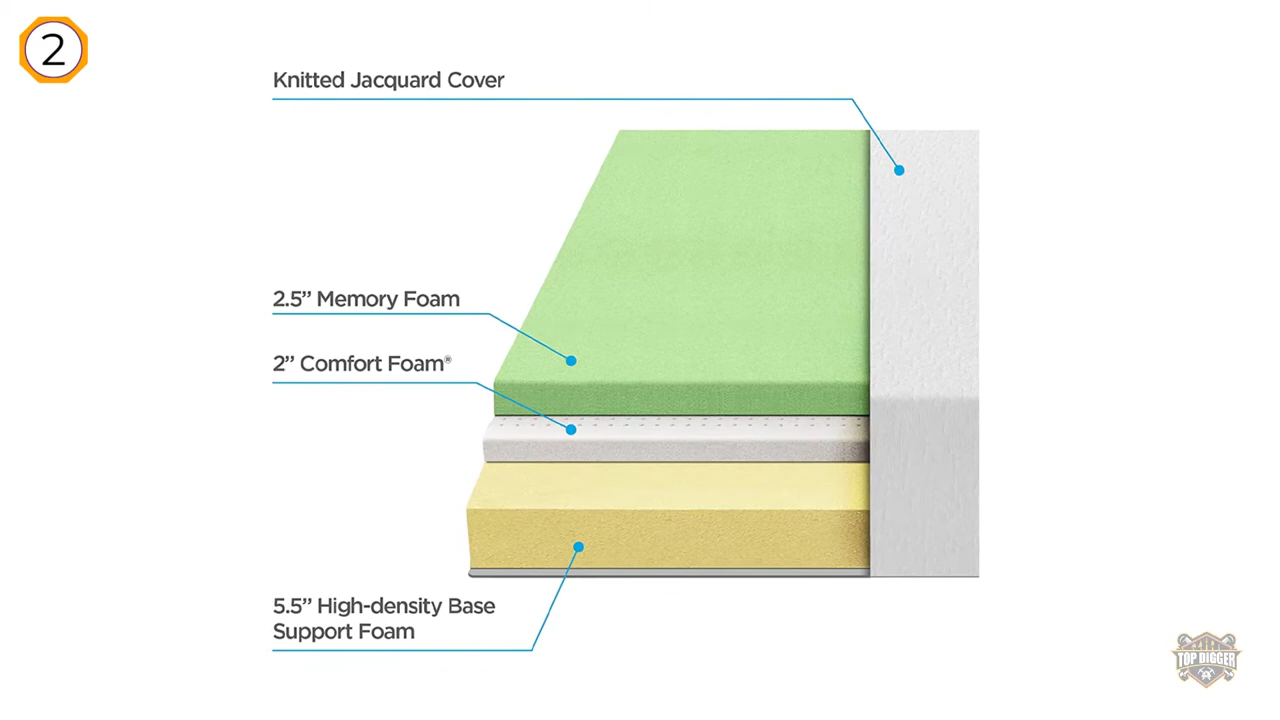 2
Knitted Jacquard Cover
2.5” Memory Foam
2” Comfort Foam®
5.5” High-density Base
Support Foam
TOP DIGGER